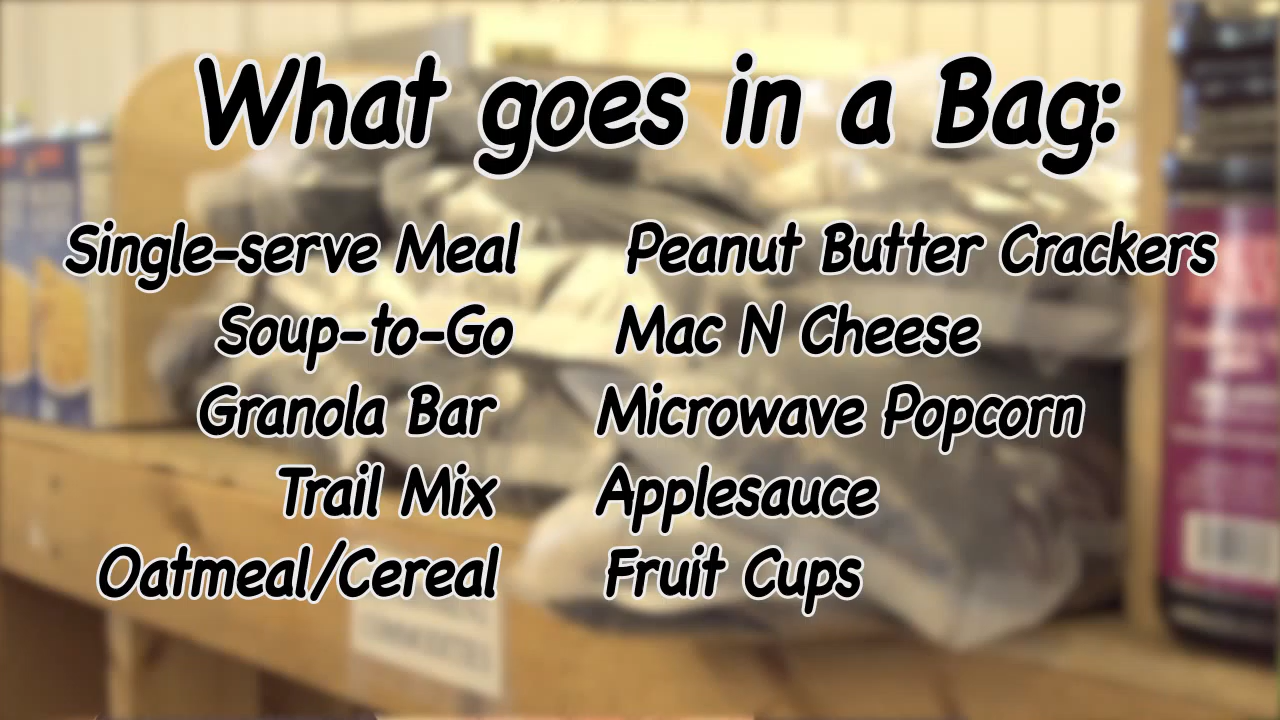 What goes in a Bag:
Single-serve Meal
Soup-to-Go
Granola Bar
Trail Mix
Oatmeal/Cereal
Peanut Butter Crackers
Mac N Cheese
Microwave Popcorn
Applesauce
Fruit Cups